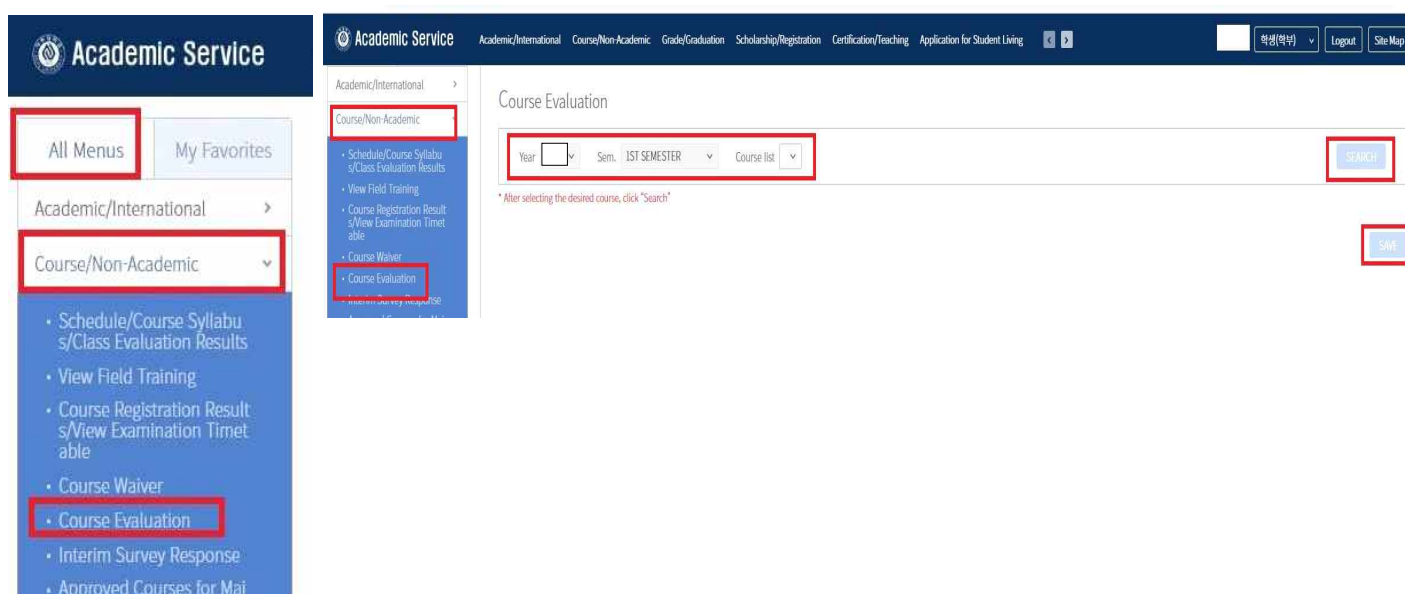 Academic Service
All Menus
My Favorites
Academic/International
Course/Non-Academic
• Schedule/Course Syllabu
s/Class Evaluation Results
• View Field Training
• Course Registration Result
s/View Examination Timet
able
• Course Waiver
• Course Evaluation
• Interim Survey Response
• Approved Courses for Maj
Academic Service
Academic/International Course/Non-Academic Grade/Graduation Scholarship/Registration Certification/Teaching Application for Student Living
학생(학부)
Logout
Site Map
Academic/International
Course/Non-Academic
• Schedule/Course Syllabu
s/Class Evaluation Results
• View Field Training
• Course Registration Result
s/View Examination Timet
able
• Course Waiver
• Course Evaluation
• Interim Survey Response
Course Evaluation
Year Sem. 1ST SEMESTER Course list
SEARCH
* After selecting the desired course, click "Search"
SAVE